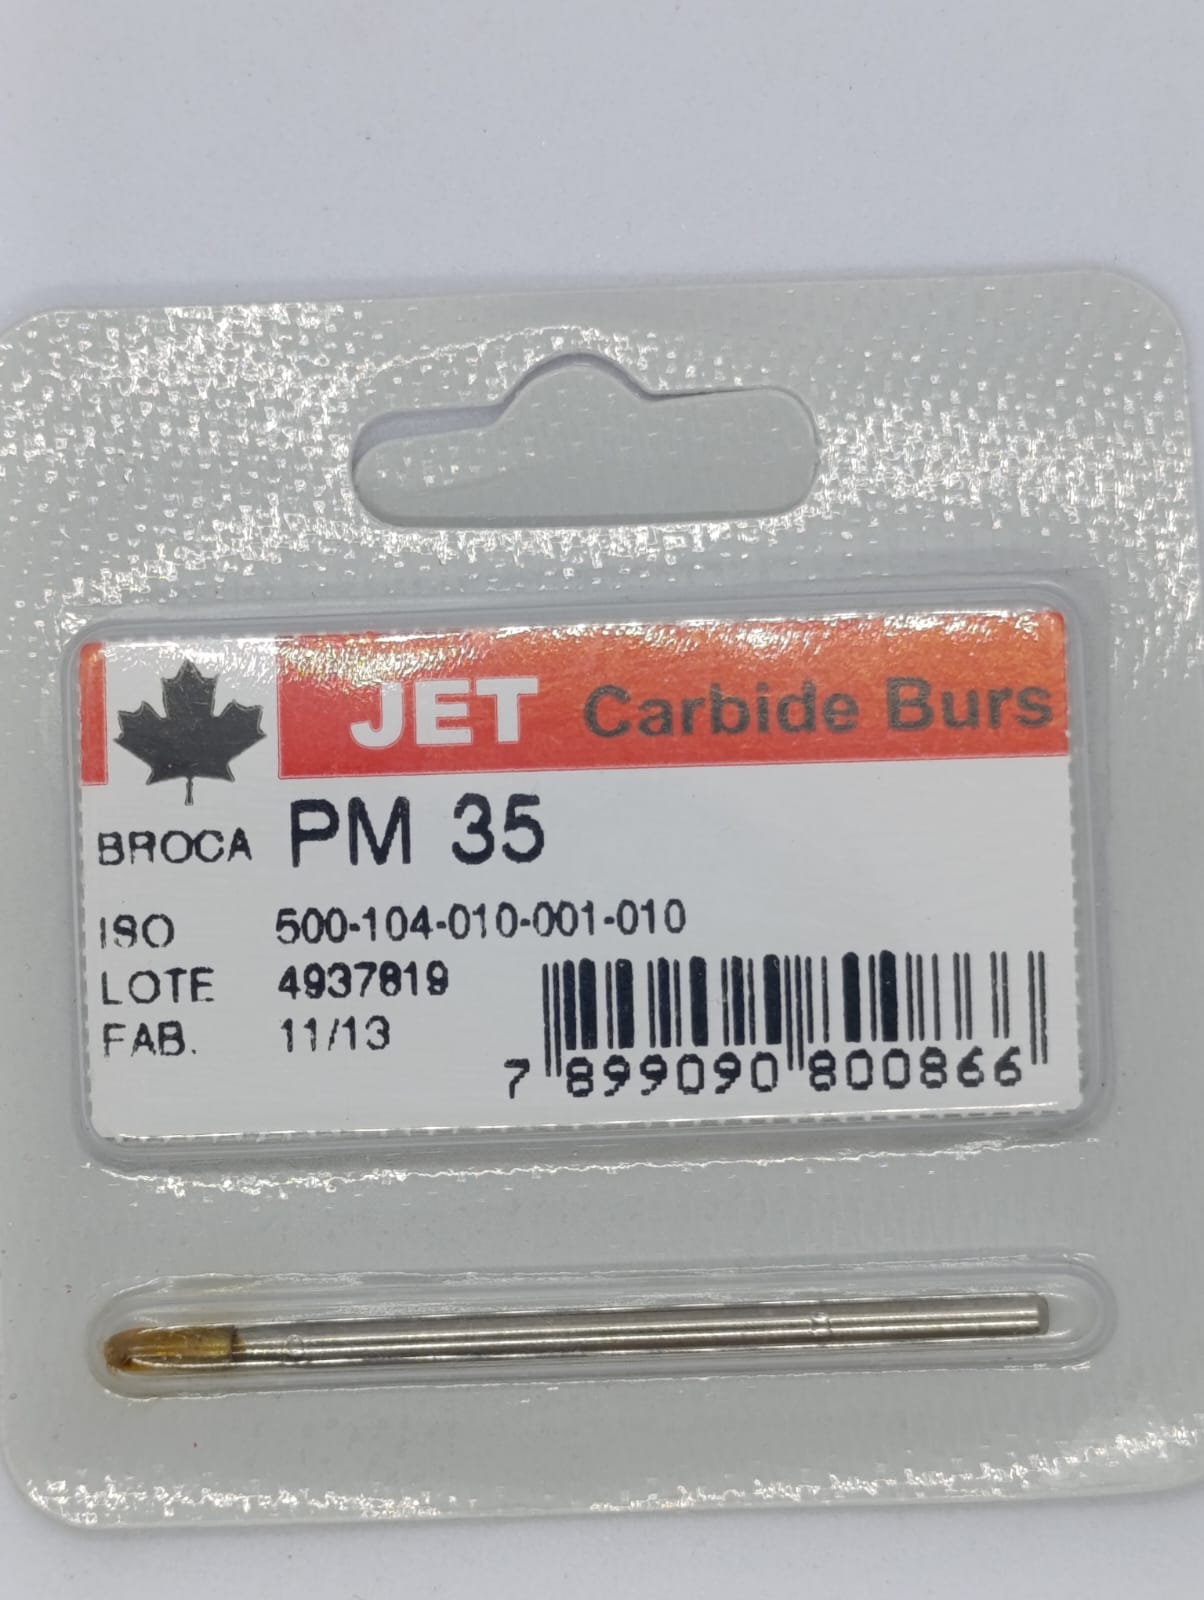 JET Carbide Burs
BROCA PM 35
ISO 500-104-010-001-010
LOTE 4937819
FAB. 11/13
7 899090 800866